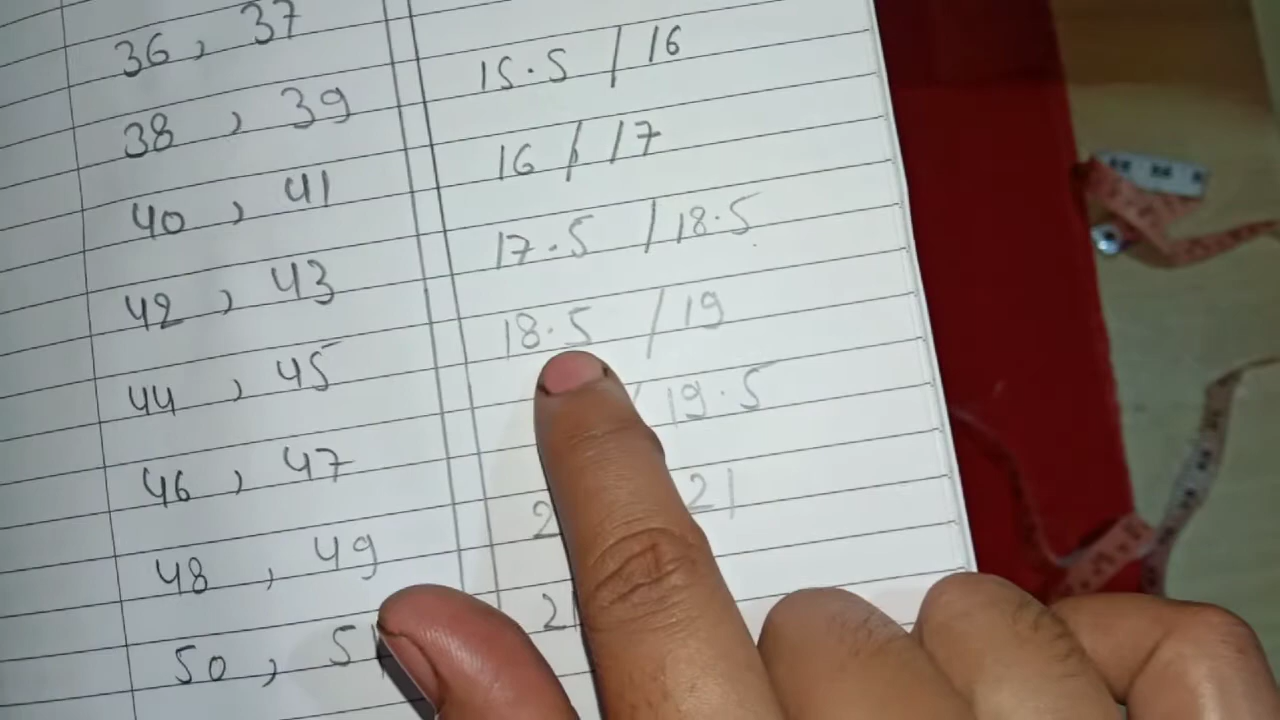 36, 37
38, 39 15.5 / 16
40, 41 16 / 17
42, 43 17.5 / 18.5
44, 45 18.5 / 19
46, 47 / 19.5
48, 49 21
50, 51